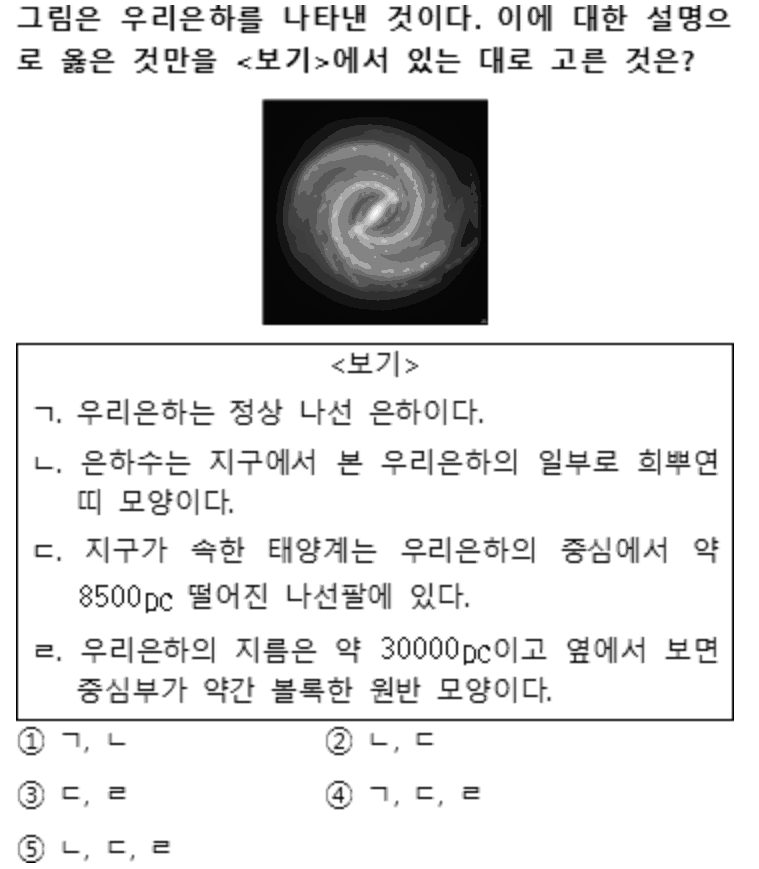 그림은 우리은하를 나타낸 것이다. 이에 대한 설명으
로 옳은 것만을 <보기>에서 있는 대로 고른 것은?
<보기>
ㄱ. 우리은하는 정상 나선 은하이다.
ㄴ. 은하수는 지구에서 본 우리은하의 일부로 희뿌연
띠 모양이다.
ㄷ. 지구가 속한 태양계는 우리은하의 중심에서 약
8500pc 떨어진 나선팔에 있다.
ㄹ. 우리은하의 지름은 약 30000pc이고 옆에서 보면
중심부가 약간 볼록한 원반 모양이다.
① ㄱ, ㄴ ② ㄴ, ㄷ
③ ㄷ, ㄹ ④ ㄱ, ㄷ, ㄹ
⑤ ㄴ, ㄷ, ㄹ